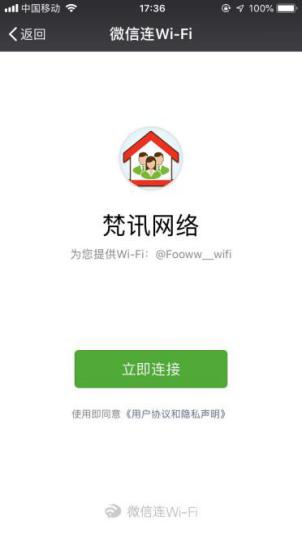 中国移动 17:36 100%
返回 微信连Wi-Fi
梵讯网络
为您提供Wi-Fi：@Fooww__wifi
立即连接
使用即同意《用户协议和隐私声明》
微信连Wi-Fi